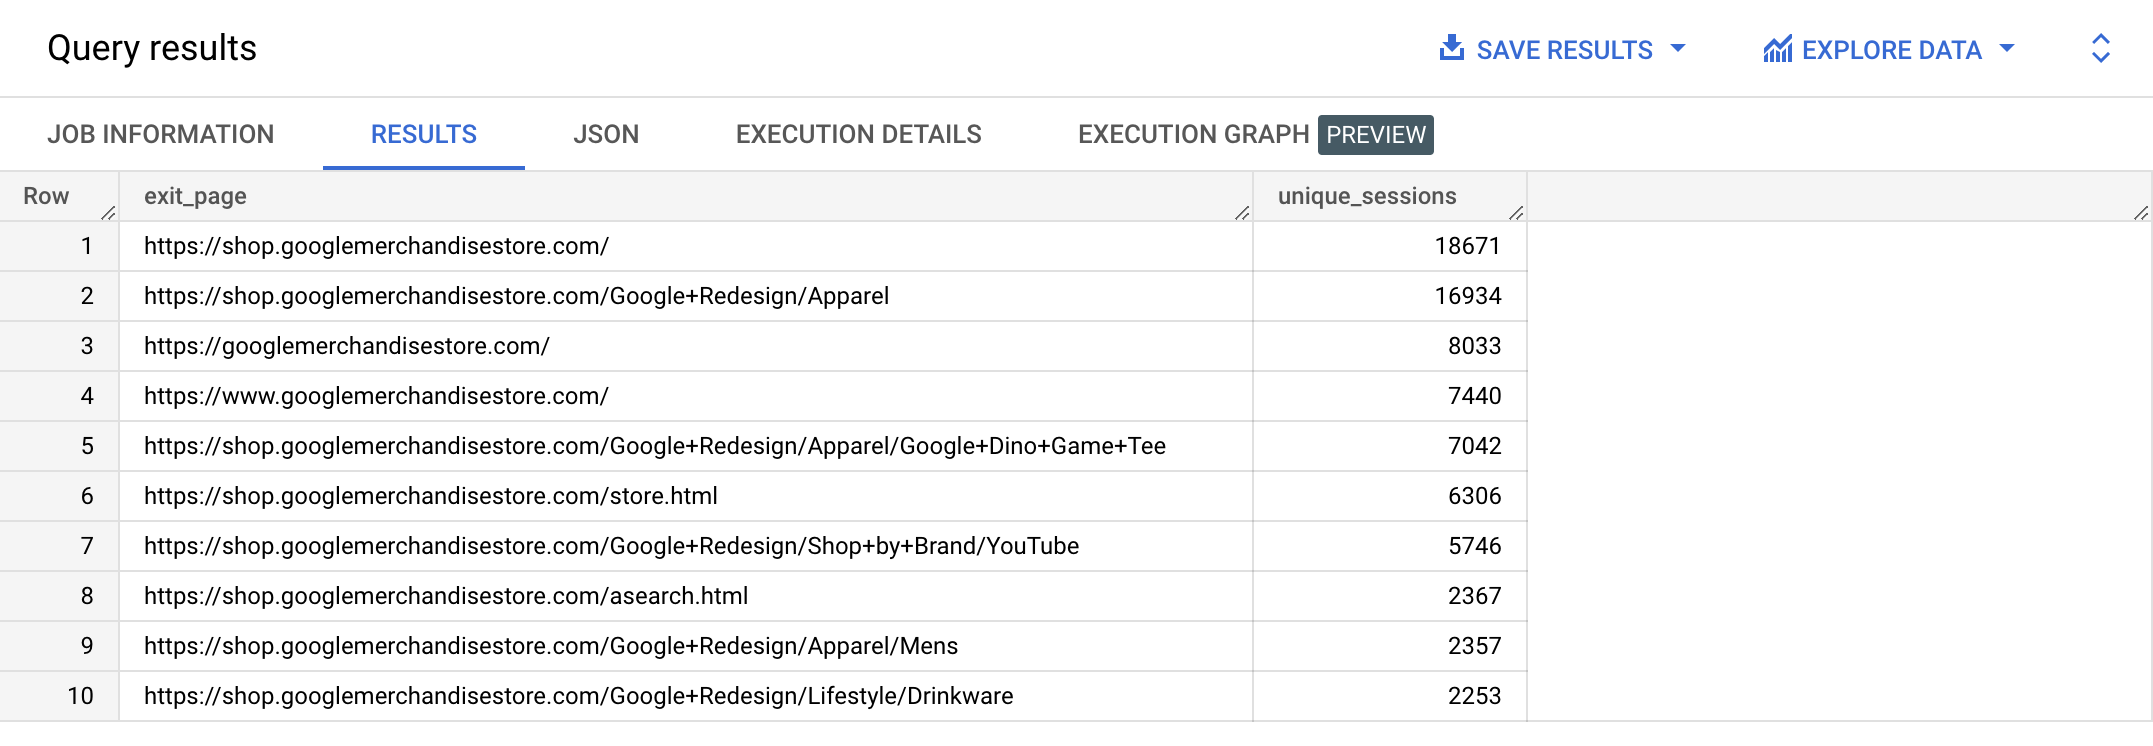 Query results SAVE RESULTS EXPLORE DATA
JOB INFORMATION RESULTS JSON EXECUTION DETAILS EXECUTION GRAPH PREVIEW
Row exit_page unique_sessions
1 https://shop.googlemerchandisestore.com/ 18671
2 https://shop.googlemerchandisestore.com/Google+Redesign/Apparel 16934
3 https://googlemerchandisestore.com/ 8033
4 https://www.googlemerchandisestore.com/ 7440
5 https://shop.googlemerchandisestore.com/Google+Redesign/Apparel/Google+Dino+Game+Tee 7042
6 https://shop.googlemerchandisestore.com/store.html 6306
7 https://shop.googlemerchandisestore.com/Google+Redesign/Shop+by+Brand/YouTube 5746
8 https://shop.googlemerchandisestore.com/asearch.html 2367
9 https://shop.googlemerchandisestore.com/Google+Redesign/Apparel/Mens 2357
10 https://shop.googlemerchandisestore.com/Google+Redesign/Lifestyle/Drinkware 2253